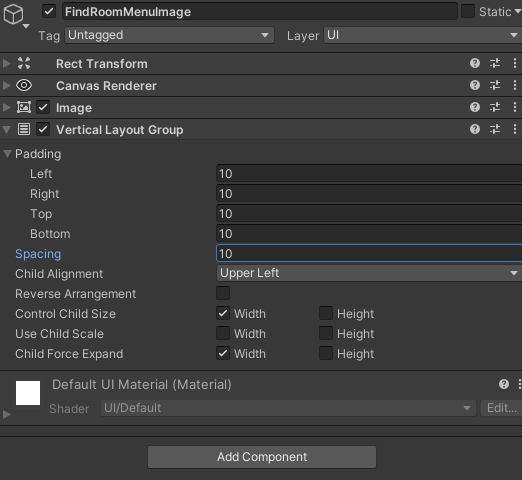 FindRoomMenuImage Static
Tag Untagged Layer UI
Rect Transform
Canvas Renderer
Image
Vertical Layout Group
Padding
Left 10
Right 10
Top 10
Bottom 10
Spacing 10
Child Alignment Upper Left
Reverse Arrangement
Control Child Size Width Height
Use Child Scale Width Height
Child Force Expand Width Height
Default UI Material (Material)
Shader UI/Default Edit...
Add Component